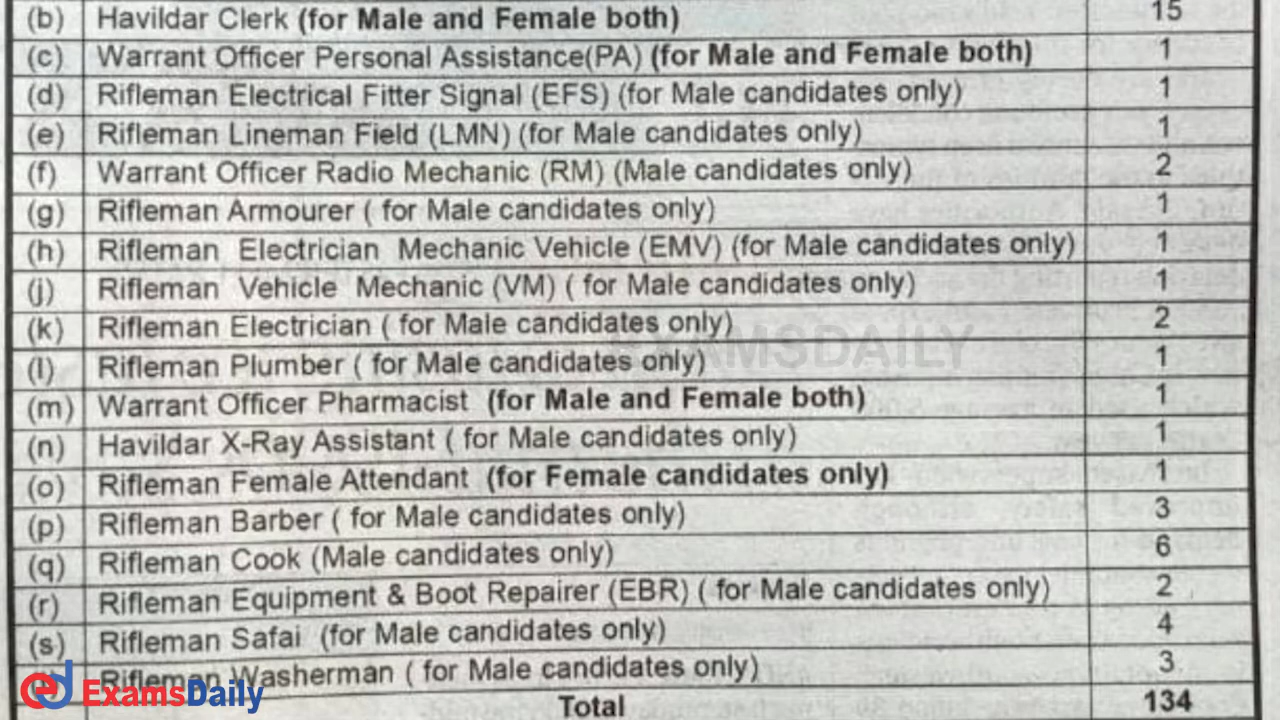 (b) Havildar Clerk (for Male and Female both) 15
(c) Warrant Officer Personal Assistance(PA) (for Male and Female both) 1
(d) Rifleman Electrical Fitter Signal (EFS) (for Male candidates only) 1
(e) Rifleman Lineman Field (LMN) (for Male candidates only) 1
(f) Warrant Officer Radio Mechanic (RM) (Male candidates only) 2
(g) Rifleman Armourer ( for Male candidates only) 1
(h) Rifleman Electrician Mechanic Vehicle (EMV) (for Male candidates only) 1
(j) Rifleman Vehicle Mechanic (VM) ( for Male candidates only) 1
(k) Rifleman Electrician ( for Male candidates only) 2
EXAMSDAILY
(l) Rifleman Plumber ( for Male candidates only) 1
(m) Warrant Officer Pharmacist (for Male and Female both) 1
(n) Havildar X-Ray Assistant ( for Male candidates only) 1
(o) Rifleman Female Attendant (for Female candidates only) 1
(p) Rifleman Barber ( for Male candidates only) 3
(q) Rifleman Cook (Male candidates only) 6
(r) Rifleman Equipment & Boot Repairer (EBR) ( for Male candidates only) 2
(s) Rifleman Safai (for Male candidates only) 4
Rifleman Washerman ( for Male candidates only) 3
ed ExamsDaily
Total 134